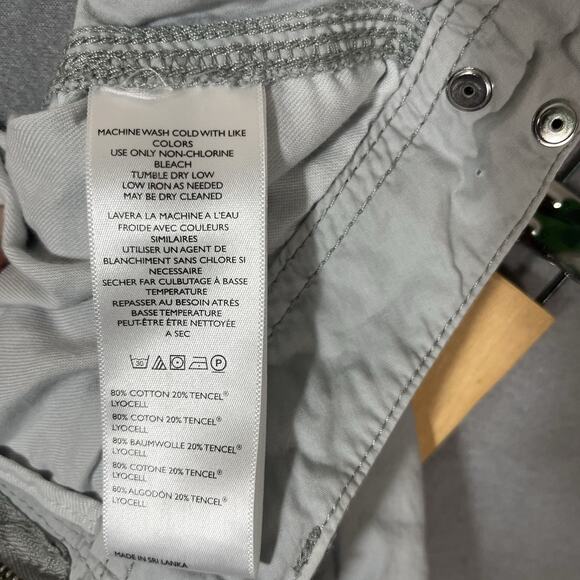 MACHINE WASH COLD WITH LIKE
COLORS
USE ONLY NON-CHLORINE
BLEACH
TUMBLE DRY LOW
LOW IRON AS NEEDED
MAY BE DRY CLEANED
LAVERA LA MACHINE A L'EAU
FROIDE AVEC COULEURS
SIMILAIRES
UTILISER UN AGENT DE
BLANCHIMENT SANS CHLORE SI
NECESSAIRE
SECHER FAR CULBUTAGE À BASSE
TEMPERATURE
REPASSER AU BESOIN ATRÈS
BASSE TEMPERATURE
PEUT-ÊTRE ÊTRE NETTOYÉE
A SEC
30 P
80% COTTON 20% TENCEL®
LYOCELL
80% COTON 20% TENCEL®
LYOCELL
80% BAUMWOLLE 20% TENCEL®
LYOCELL
80% COTONE 20% TENCEL®
LYOCELL
80% ALGODÓN 20% TENCEL®
LYOCELL
MADE IN SRI LANKA